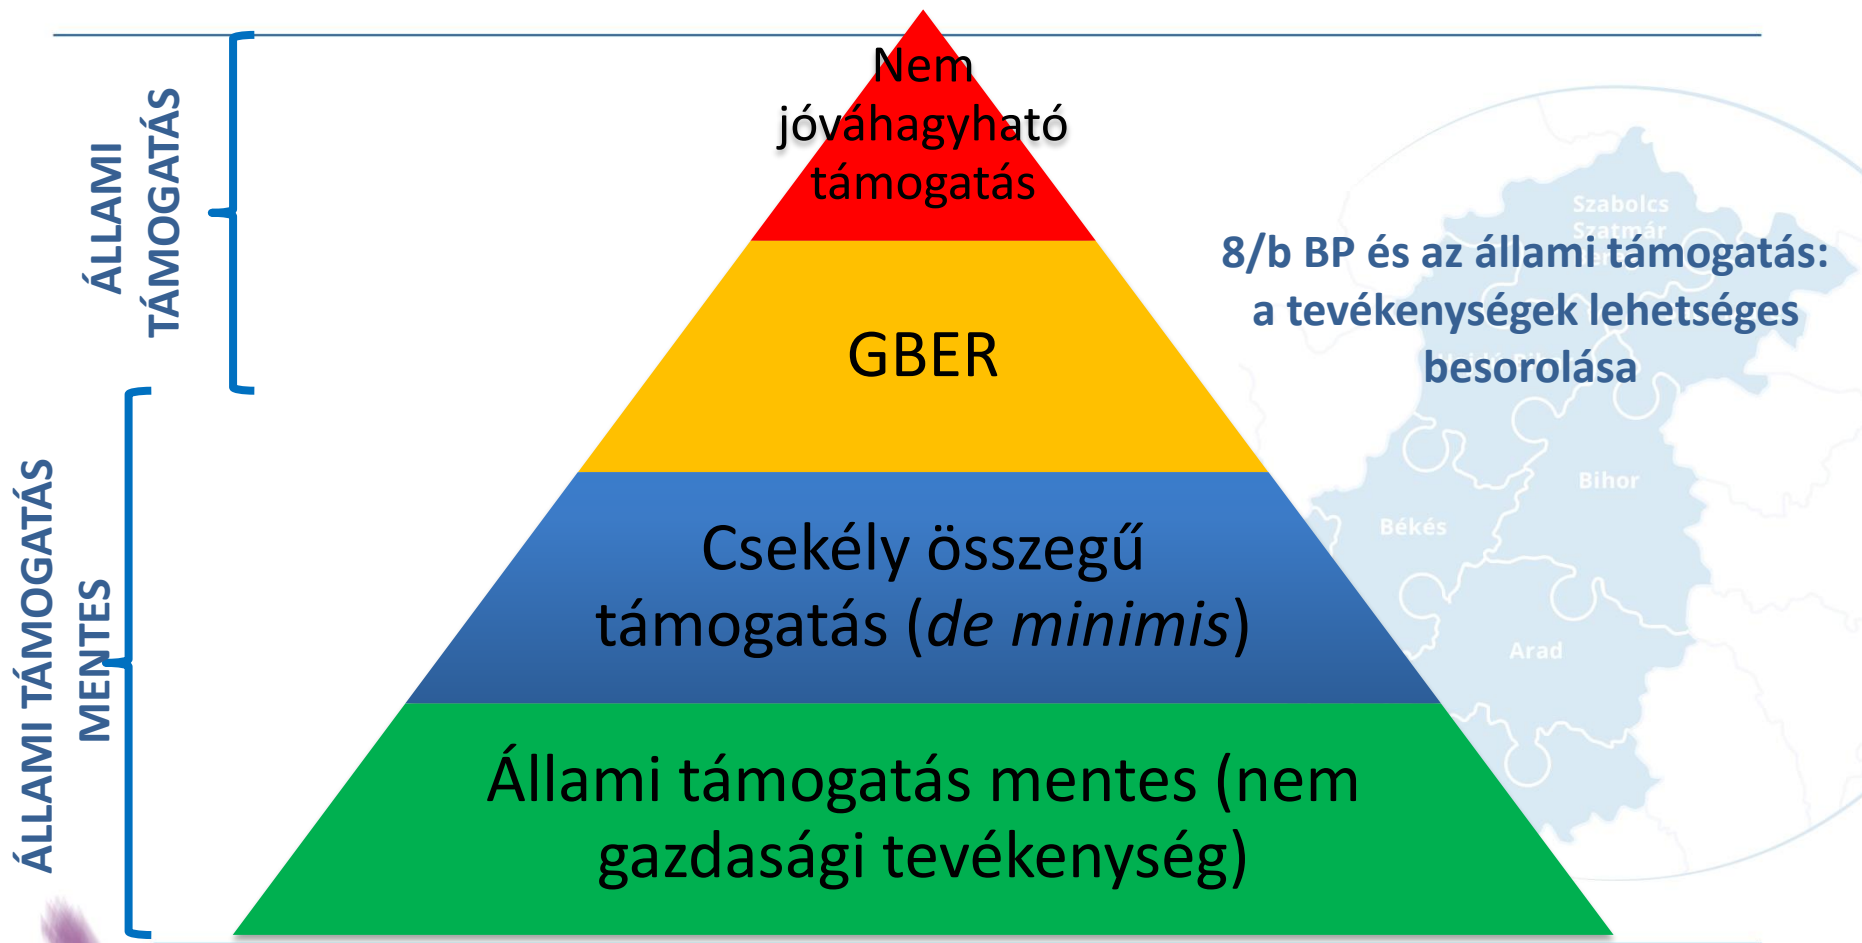 ÁLLAMI
TÁMOGATÁS
ÁLLAMI TÁMOGATÁS
MENTES
Nem
jóváhagyható
támogatás
GBER
Csekély összegű
támogatás (de minimis)
Állami támogatás mentes (nem
gazdasági tevékenység)
8/b BP és az állami támogatás:
a tevékenységek lehetséges
besorolása
Szabolcs
Szatmár
Bihor
Békés
Arad